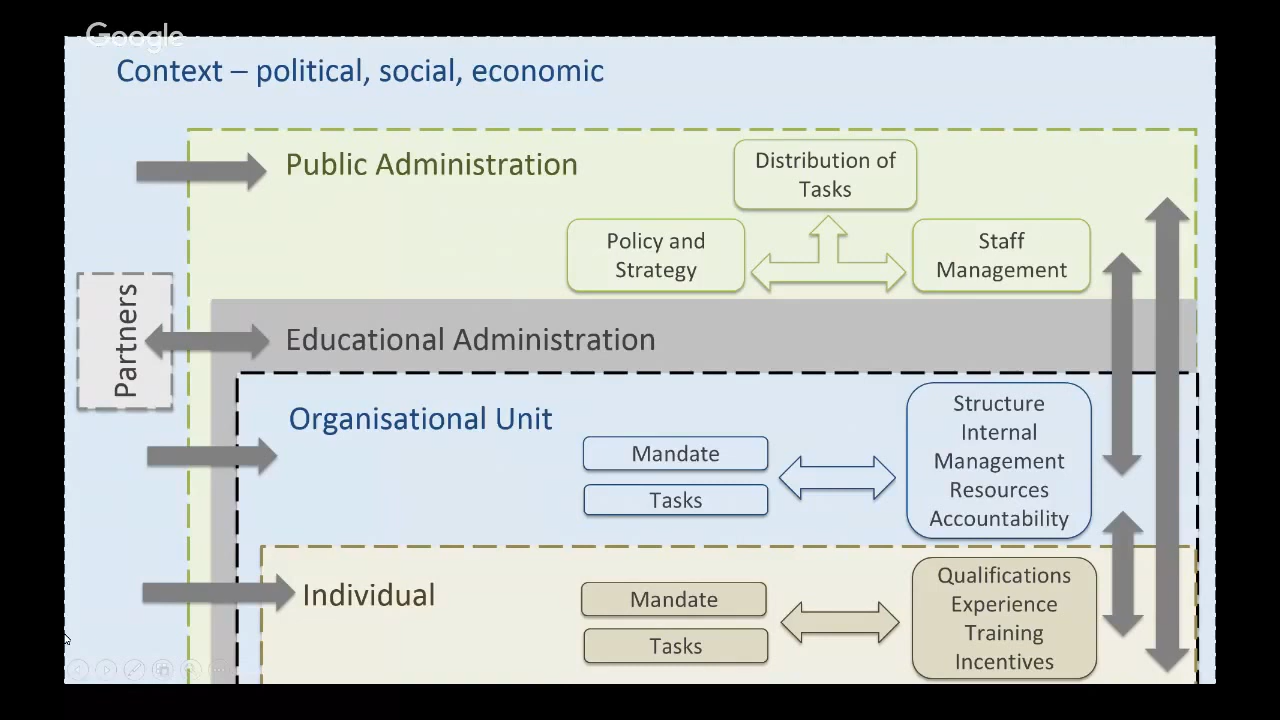 Google
Context – political, social, economic
Public Administration
Distribution of
Tasks
Policy and
Strategy
Staff
Management
Partners
Educational Administration
Organisational Unit
Mandate
Tasks
Structure
Internal
Management
Resources
Accountability
Individual
Mandate
Tasks
Qualifications
Experience
Training
Incentives